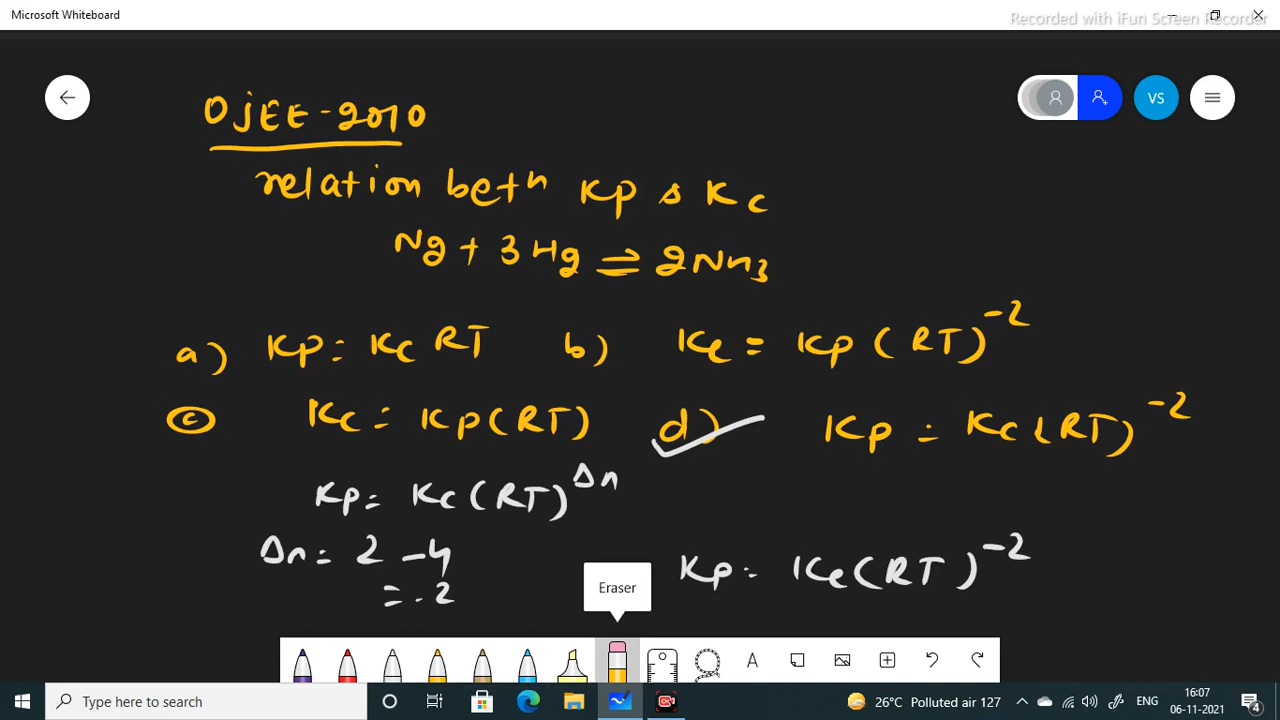 Microsoft Whiteboard
Recorded with iFun Screen Recorder
VS
OJEE-2010
relation betn Kp & Kc
N2 + 3H2 ⇌ 2NH3
a) Kp = Kc RT b) Kc = Kp (RT)^-2
c Kc = Kp(RT) d) Kp = Kc(RT)^-2
Kp = Kc(RT)^Δn
Δn = 2 - 4
= -2
Kp = Kc(RT)^-2
Eraser
A
Type here to search
26°C Polluted air 127
ENG
16:07
06-11-2021
4